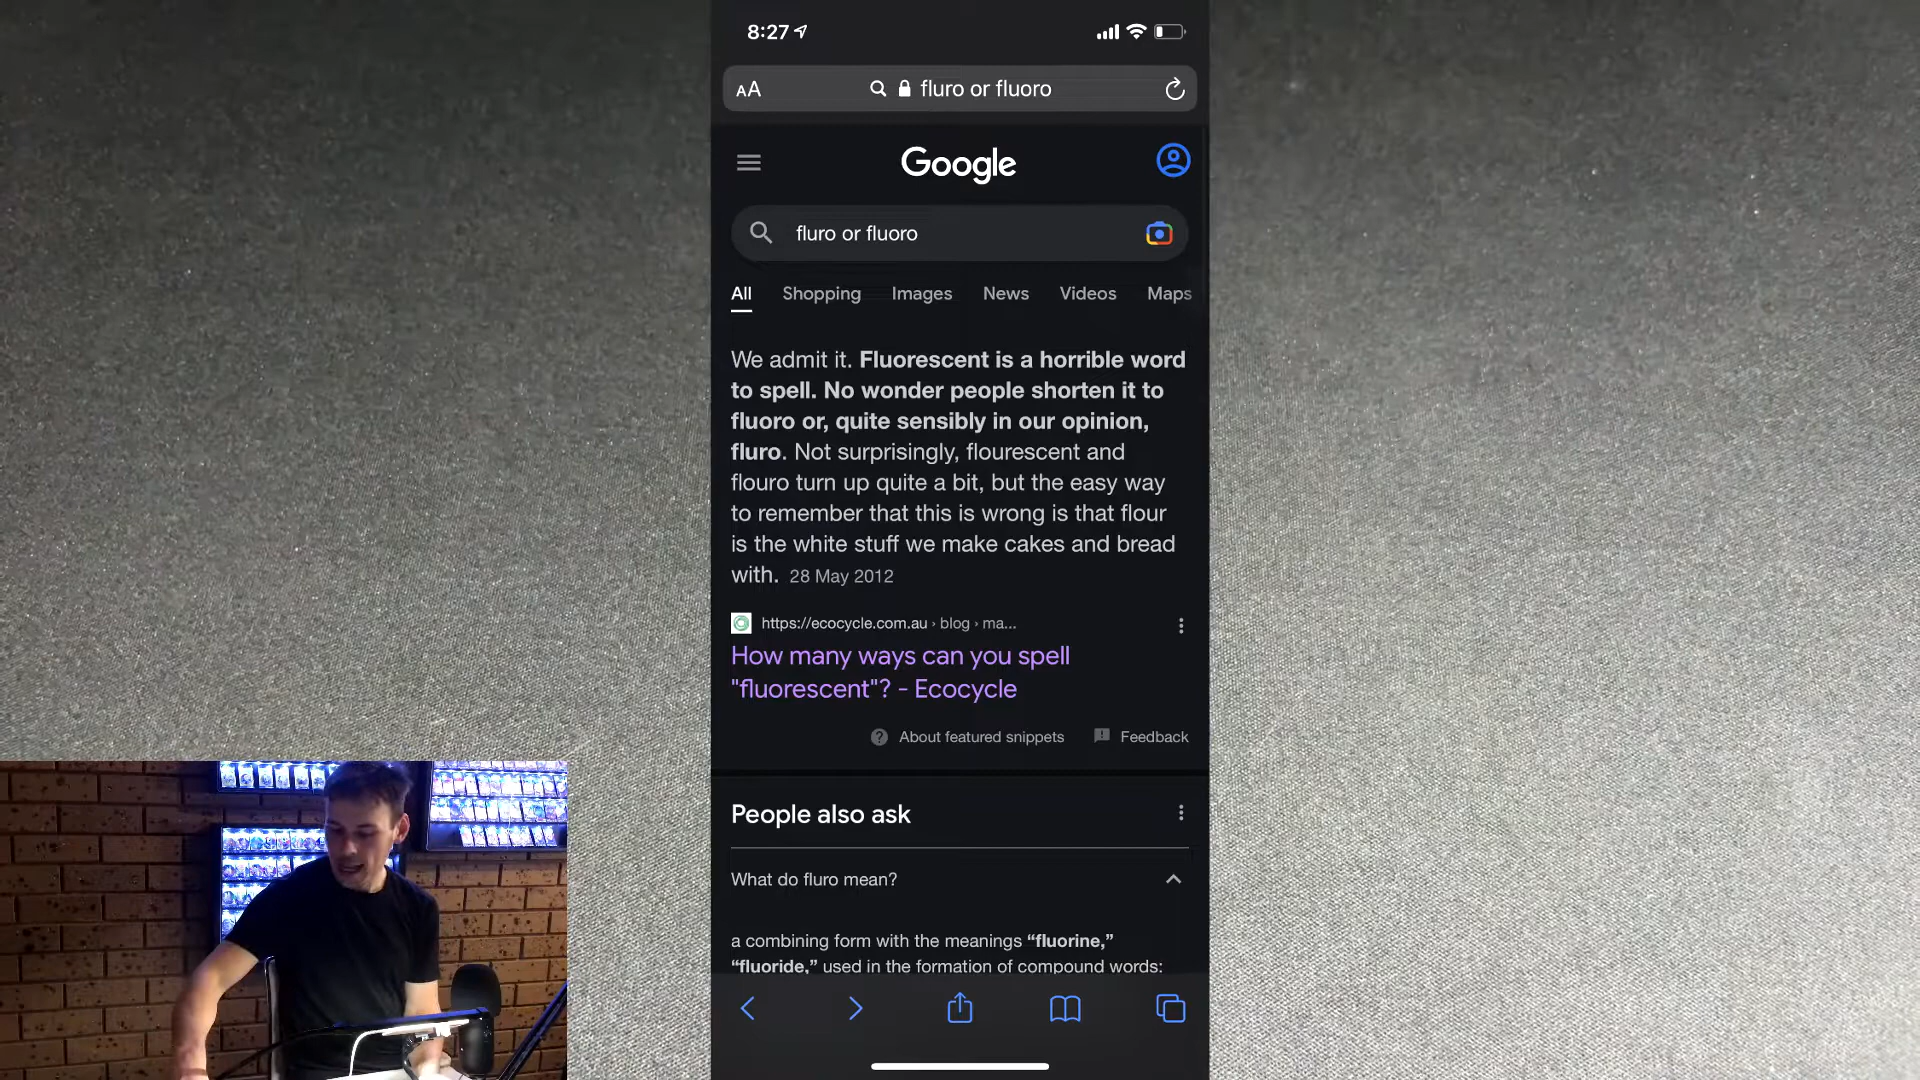 8:27
AA fluro or fluoro
Google
fluro or fluoro
All Shopping Images News Videos Maps
We admit it. Fluorescent is a horrible word
to spell. No wonder people shorten it to
fluoro or, quite sensibly in our opinion,
fluro. Not surprisingly, flourescent and
flouro turn up quite a bit, but the easy way
to remember that this is wrong is that flour
is the white stuff we make cakes and bread
with. 28 May 2012
https://ecocycle.com.au › blog › ma...
How many ways can you spell
"fluorescent"? - Ecocycle
About featured snippets Feedback
People also ask
What do fluro mean?
a combining form with the meanings “fluorine,”
“fluoride,” used in the formation of compound words: